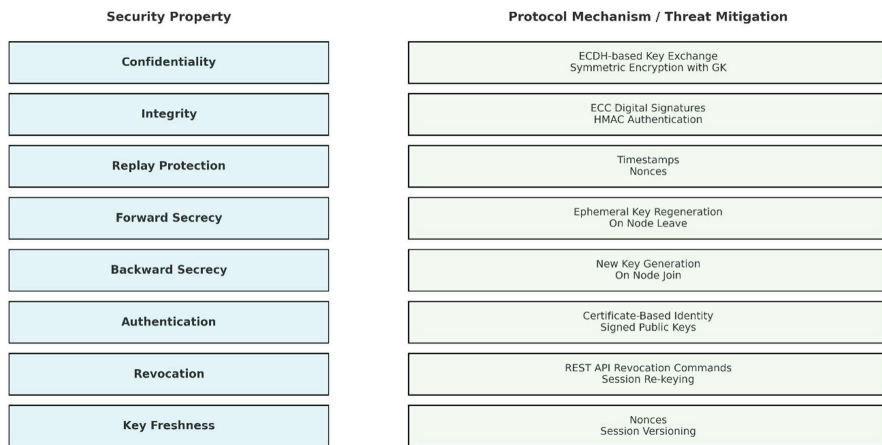 Security Property
Protocol Mechanism / Threat Mitigation
Confidentiality
ECDH-based Key Exchange
Symmetric Encryption with GK
Integrity
ECC Digital Signatures
HMAC Authentication
Replay Protection
Timestamps
Nonces
Forward Secrecy
Ephemeral Key Regeneration
On Node Leave
Backward Secrecy
New Key Generation
On Node Join
Authentication
Certificate-Based Identity
Signed Public Keys
Revocation
REST API Revocation Commands
Session Re-keying
Key Freshness
Nonces
Session Versioning